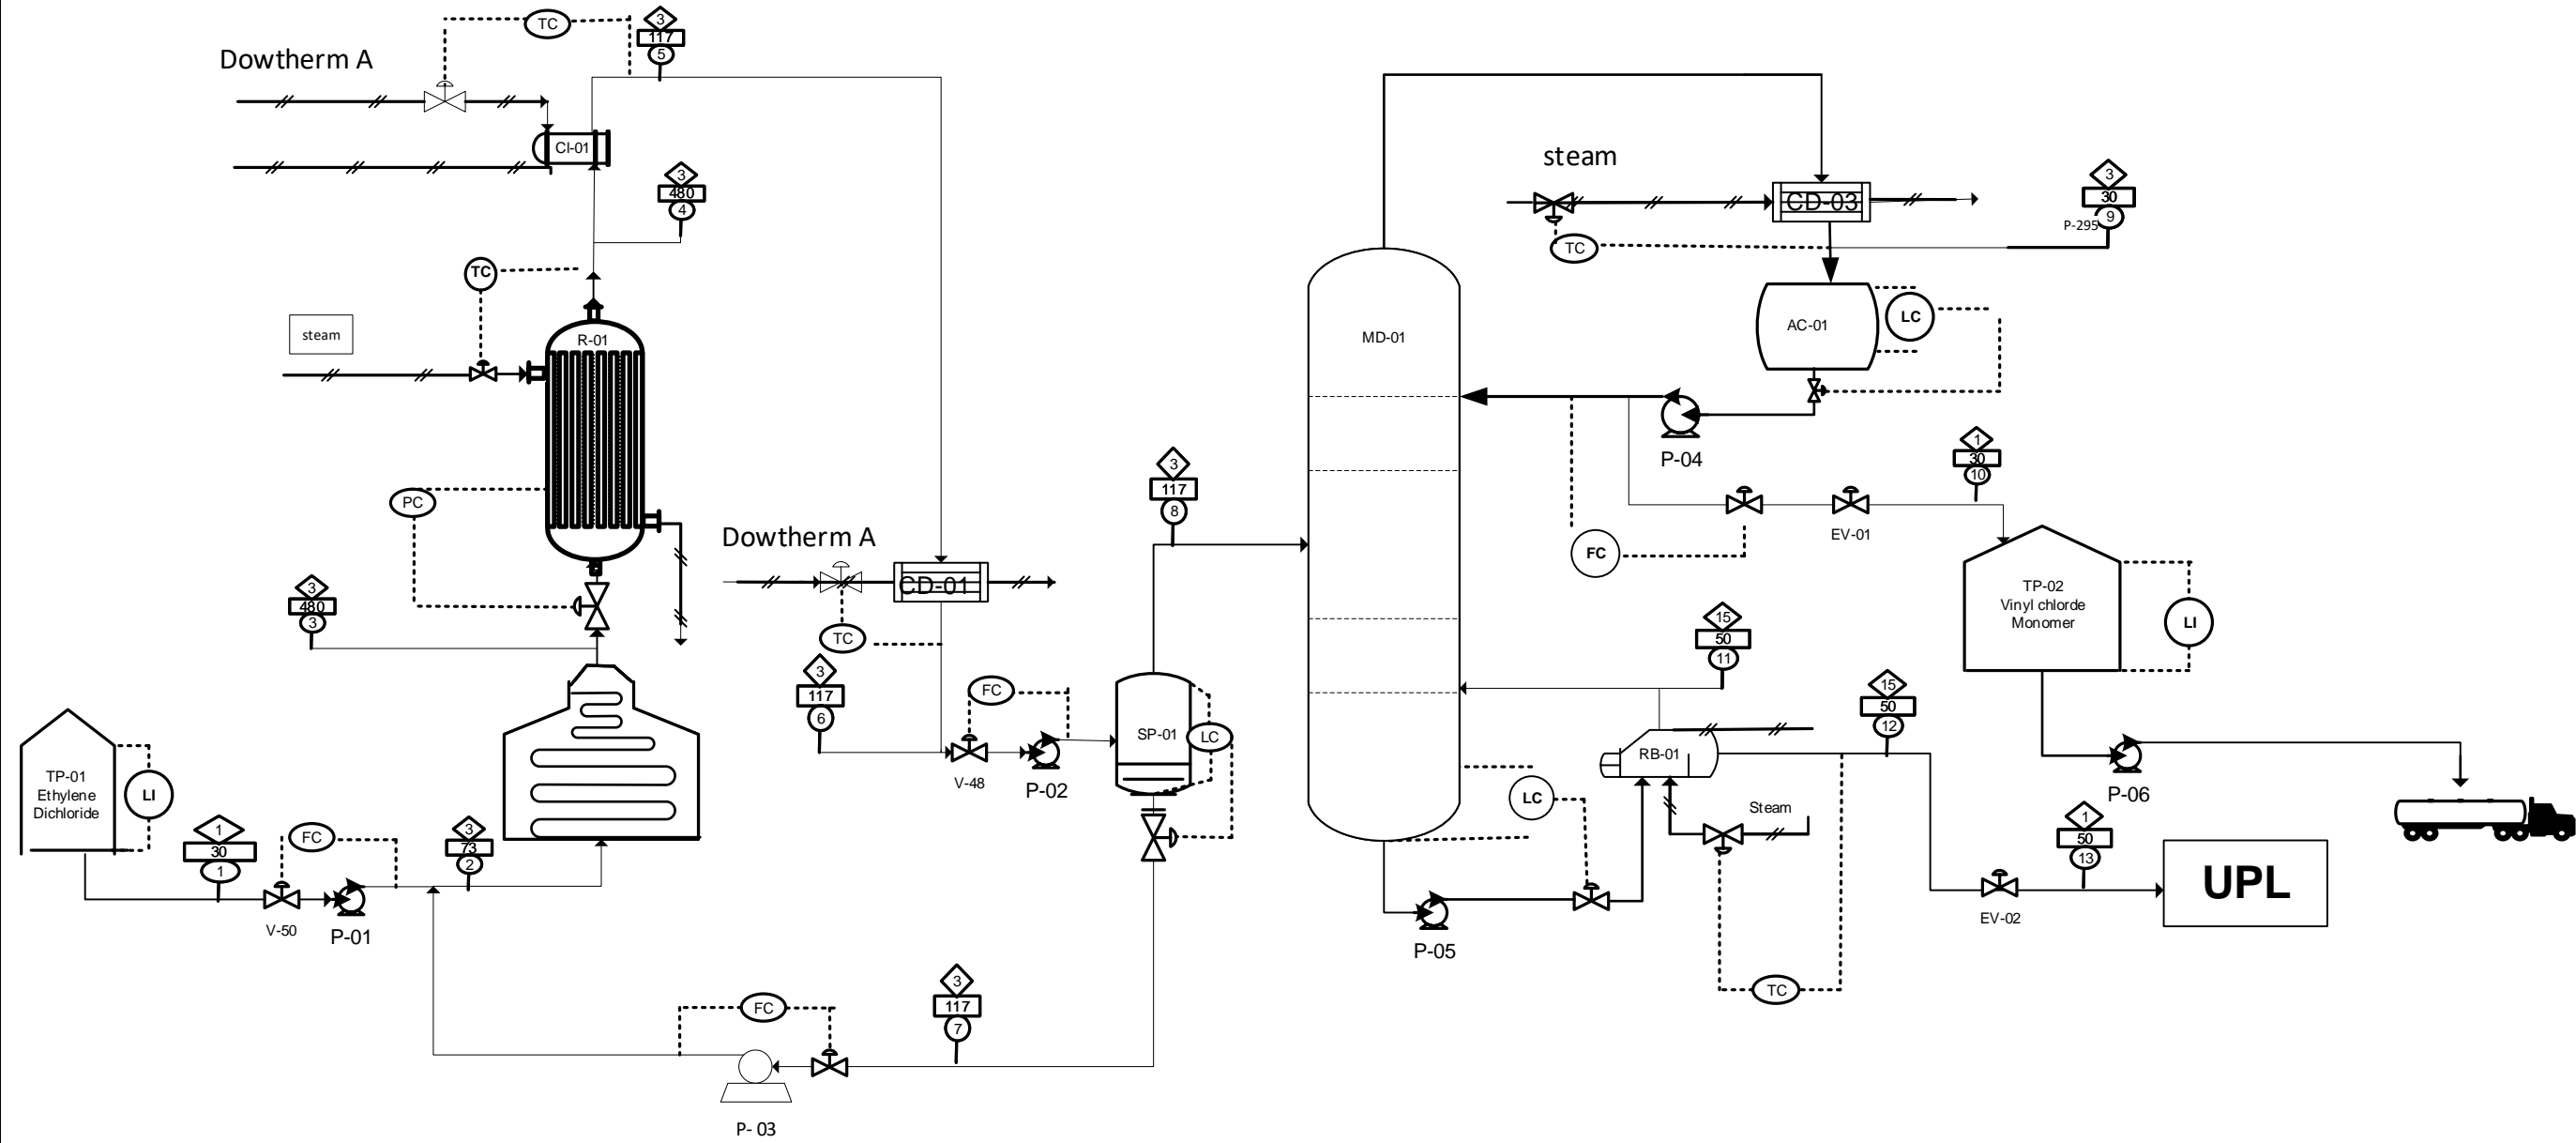 TC
3
117
5
Dowtherm A
CI-01
3
480
4
TC
steam
R-01
PC
3
480
3
TP-01
Ethylene
Dichloride
LI
1
30
1
FC
V-50
P-01
3
73
2
Dowtherm A
CD-01
TC
3
117
6
FC
V-48
P-02
SP-01
LC
3
117
8
FC
3
117
7
P- 03
MD-01
steam
CD-03
TC
3
30
9
P-295
AC-01
LC
P-04
FC
1
30
10
EV-01
TP-02
Vinyl chlorde
Monomer
LI
15
50
11
RB-01
15
50
12
Steam
LC
P-05
TC
P-06
1
50
13
EV-02
UPL